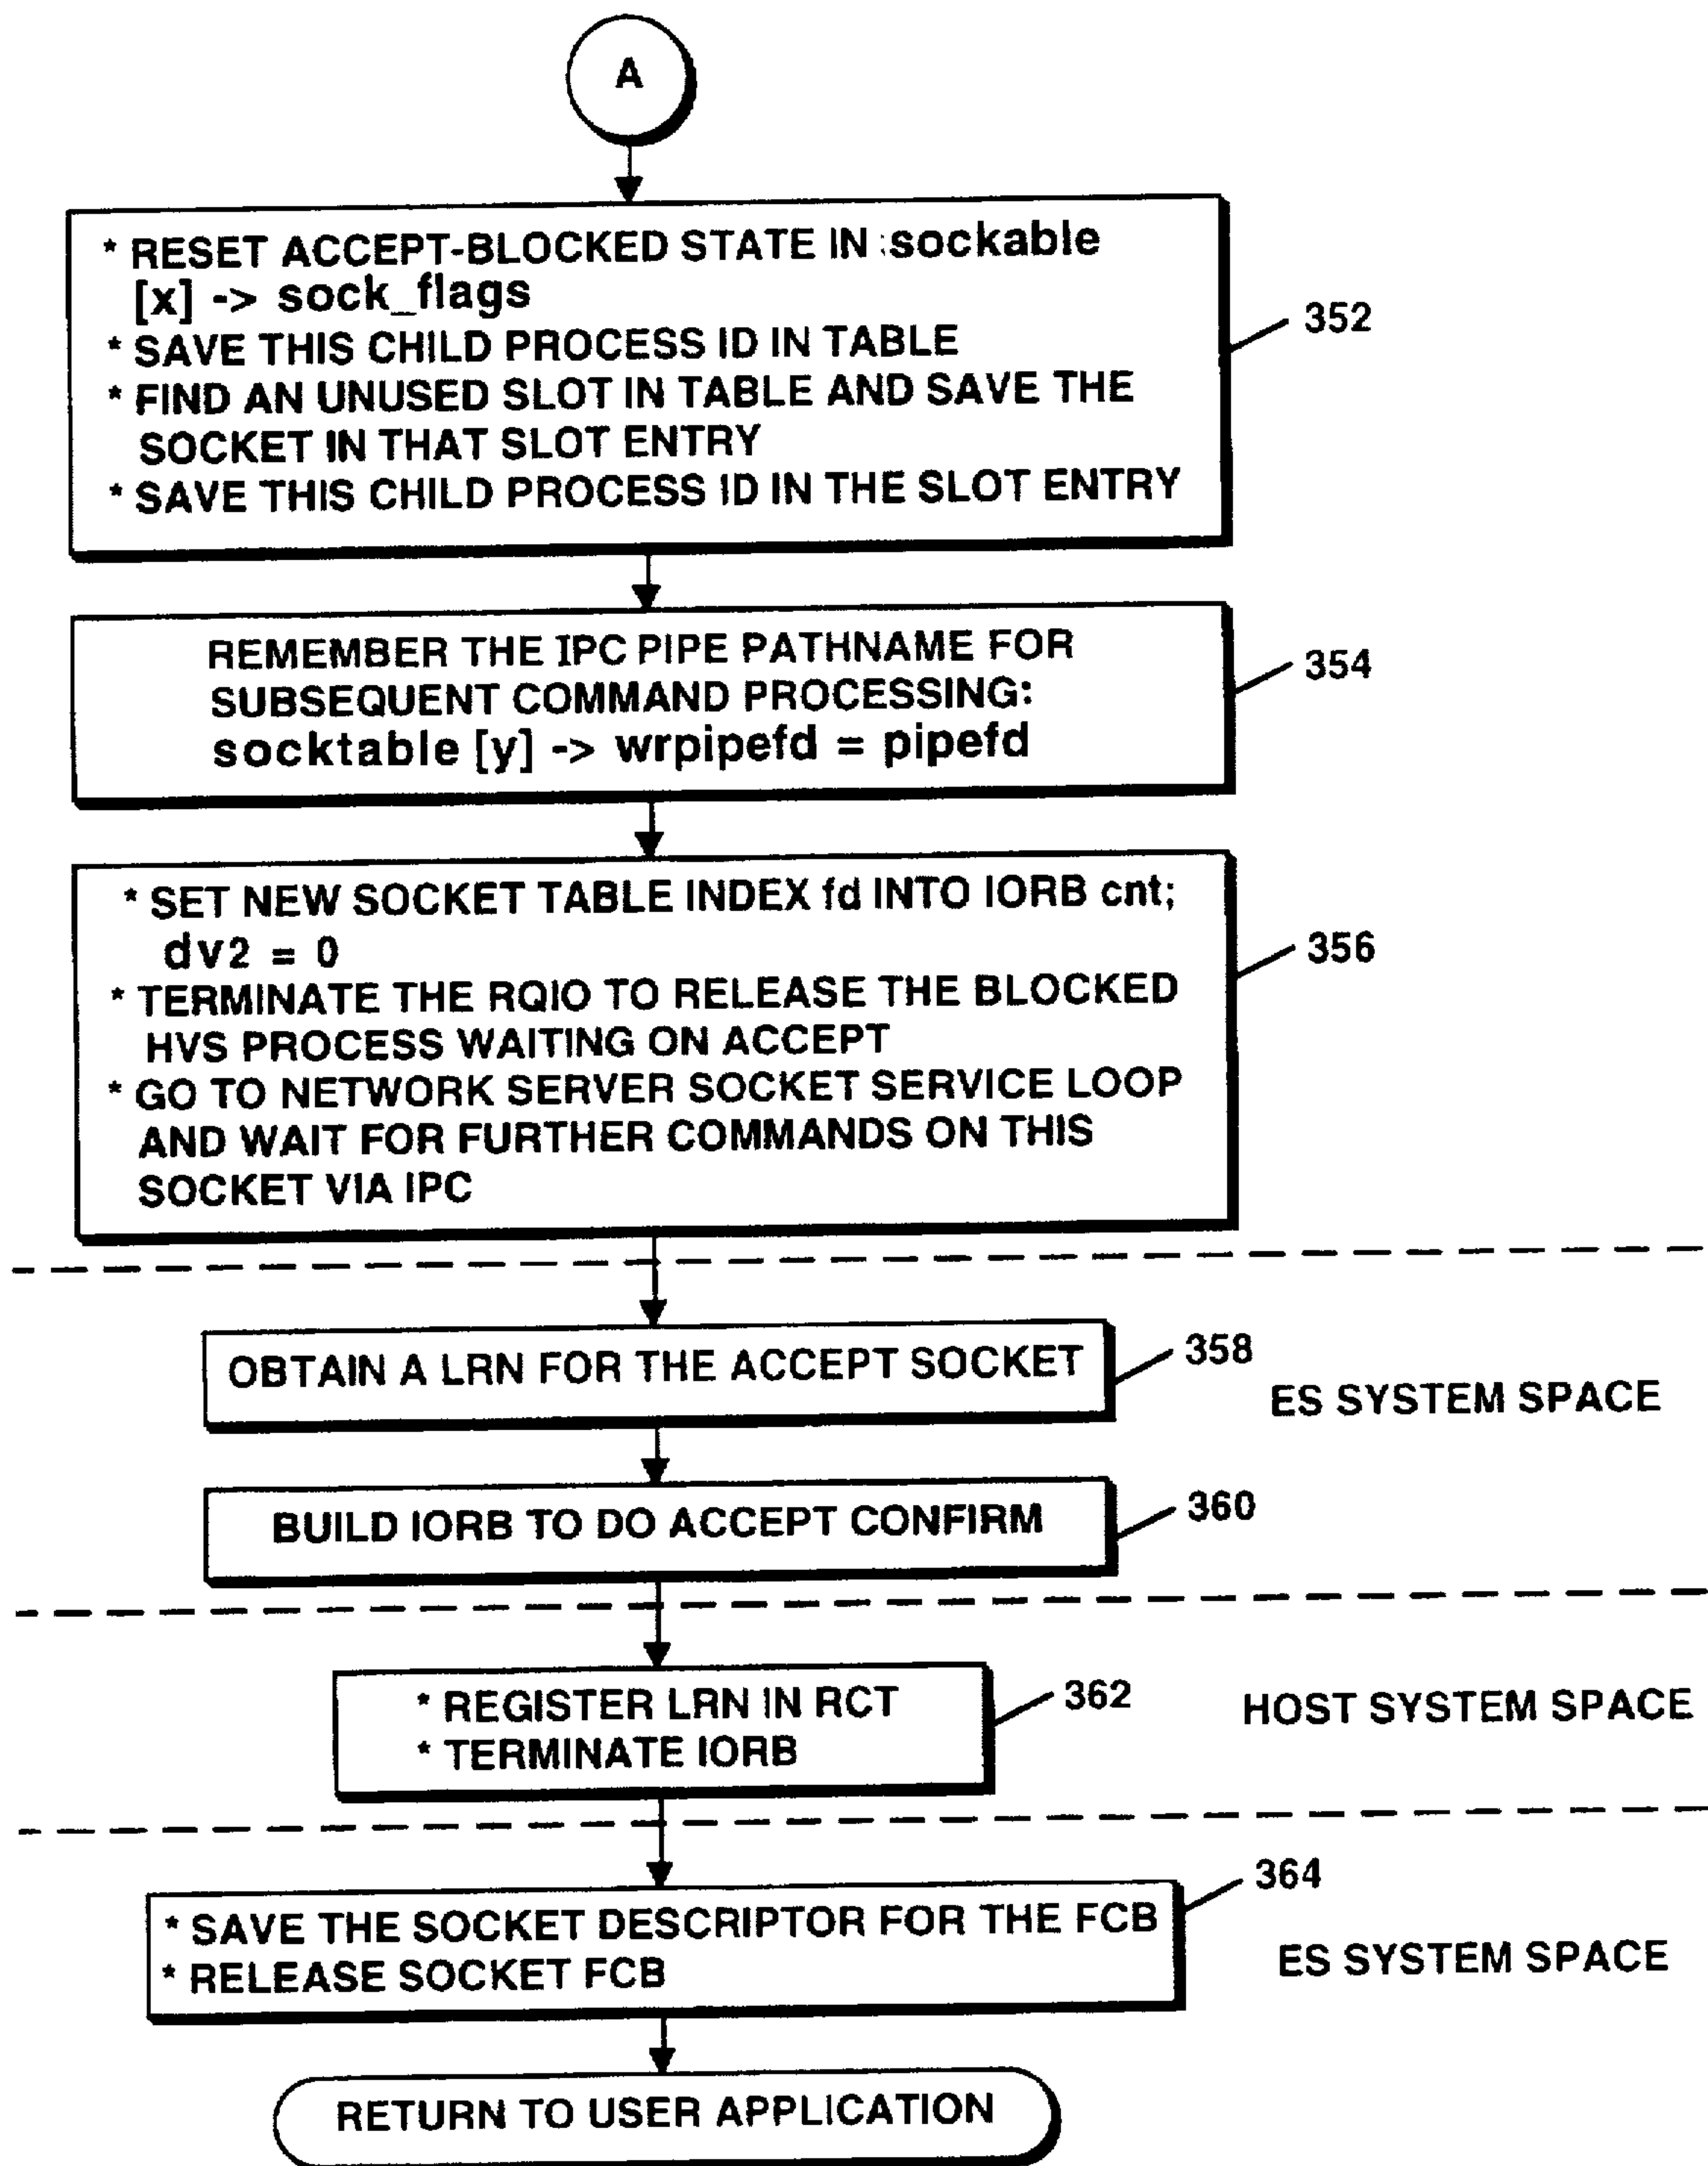 A
* RESET ACCEPT-BLOCKED STATE IN :sockable
[x] -> sock_flags
* SAVE THIS CHILD PROCESS ID IN TABLE
* FIND AN UNUSED SLOT IN TABLE AND SAVE THE
SOCKET IN THAT SLOT ENTRY
* SAVE THIS CHILD PROCESS ID IN THE SLOT ENTRY
352
REMEMBER THE IPC PIPE PATHNAME FOR
SUBSEQUENT COMMAND PROCESSING:
socktable [y] -> wrpipefd = pipefd
354
* SET NEW SOCKET TABLE INDEX fd INTO IORB cnt;
dv2 = 0
* TERMINATE THE RQIO TO RELEASE THE BLOCKED
HVS PROCESS WAITING ON ACCEPT
* GO TO NETWORK SERVER SOCKET SERVICE LOOP
AND WAIT FOR FURTHER COMMANDS ON THIS
SOCKET VIA IPC
356
OBTAIN A LRN FOR THE ACCEPT SOCKET
358
ES SYSTEM SPACE
BUILD IORB TO DO ACCEPT CONFIRM
360
* REGISTER LRN IN RCT
* TERMINATE IORB
362
HOST SYSTEM SPACE
* SAVE THE SOCKET DESCRIPTOR FOR THE FCB
* RELEASE SOCKET FCB
364
ES SYSTEM SPACE
RETURN TO USER APPLICATION